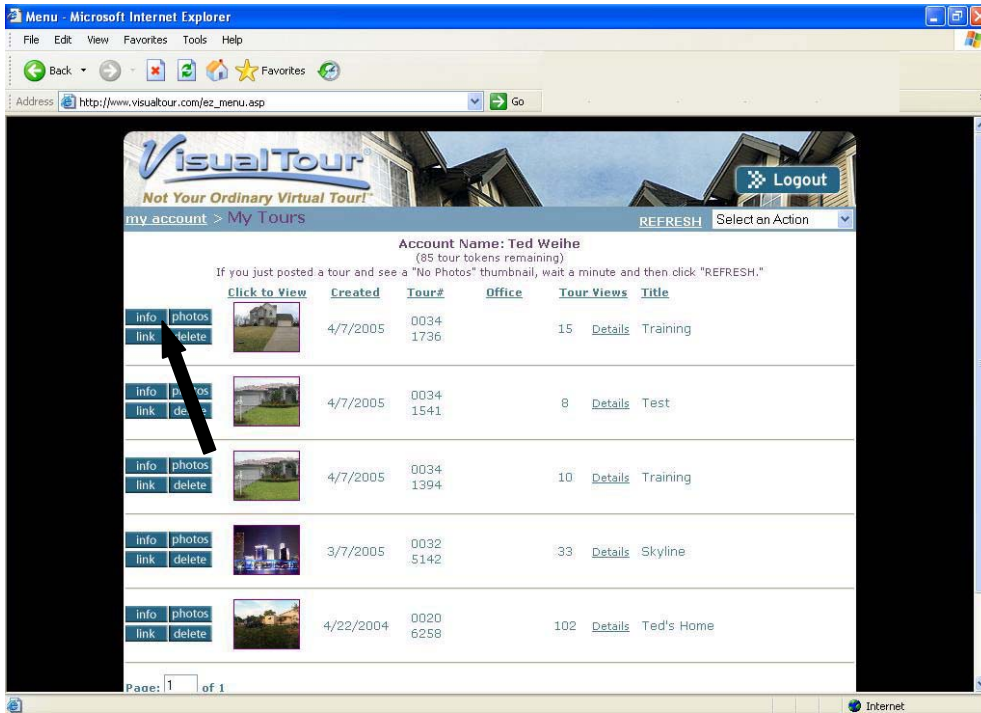 Menu - Microsoft Internet Explorer
File Edit View Favorites Tools Help
Back Favorites
Address http://www.visualtour.com/ez_menu.asp Go
VisualTour
Not Your Ordinary Virtual Tour!
Logout
my account > My Tours REFRESH Select an Action
Account Name: Ted Weihe
(85 tour tokens remaining)
If you just posted a tour and see a "No Photos" thumbnail, wait a minute and then click "REFRESH."
Click to View Created Tour# Office Tour Views Title
info photos
link delete
4/7/2005 0034 1736 15 Details Training
info photos
link delete
4/7/2005 0034 1541 8 Details Test
info photos
link delete
4/7/2005 0034 1394 10 Details Training
info photos
link delete
3/7/2005 0032 5142 33 Details Skyline
info photos
link delete
4/22/2004 0020 6258 102 Details Ted's Home
Page: 1 of 1
Internet